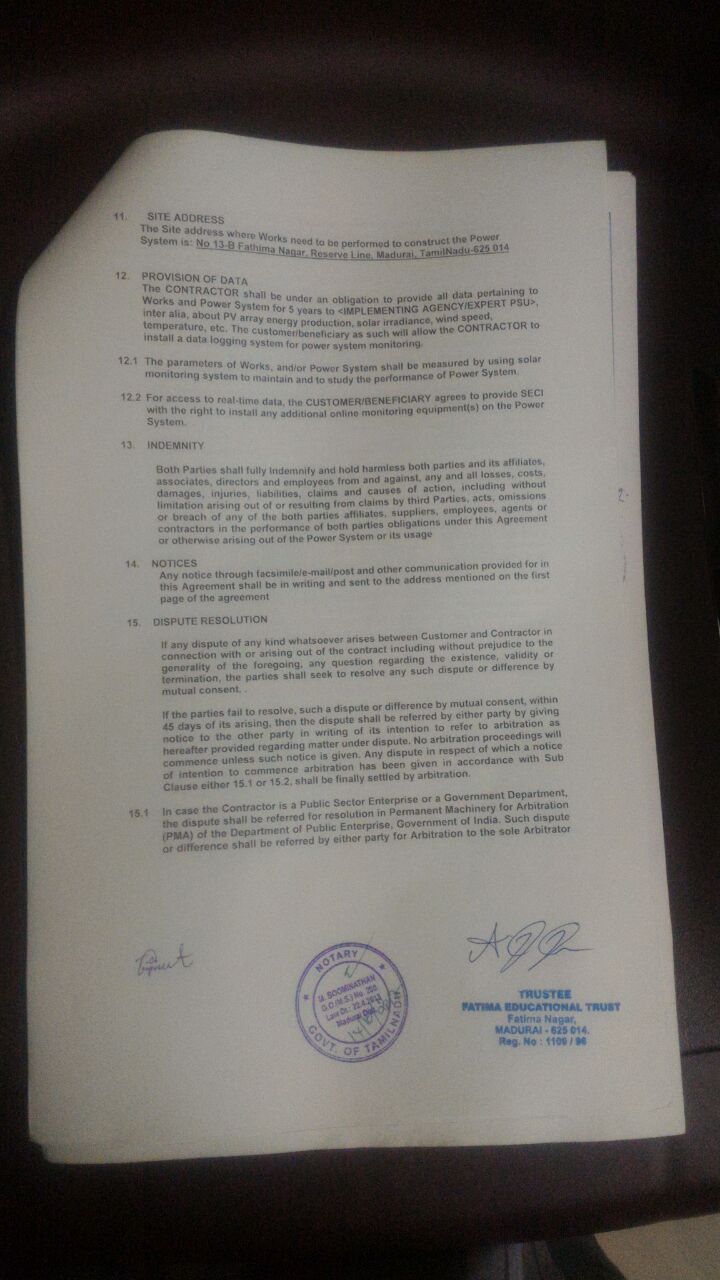 11. SITE ADDRESS
The Site address where Works need to be performed to construct the Power
System is: No 13-B Fathima Nagar, Reserve Line, Madurai, TamilNadu-625 014
12. PROVISION OF DATA
The CONTRACTOR shall be under an obligation to provide all data pertaining to
Works and Power System for 5 years to <IMPLEMENTING AGENCY/EXPERT PSU>,
inter alia, about PV array energy production, solar irradiance, wind speed,
temperature, etc. The customer/beneficiary as such will allow the CONTRACTOR to
install a data logging system for power system monitoring.
12.1 The parameters of Works, and/or Power System shall be measured by using solar
monitoring system to maintain and to study the performance of Power System.
12.2 For access to real-time data, the CUSTOMER/BENEFICIARY agrees to provide SECI
with the right to install any additional online monitoring equipment(s) on the Power
System.
13. INDEMNITY
Both Parties shall fully Indemnify and hold harmless both parties and its affiliates,
associates, directors and employees from and against, any and all losses, costs,
damages, injuries, liabilities, claims and causes of action, including without
limitation arising out of or resulting from claims by third Parties, acts, omissions
or breach of any of the both parties affiliates, suppliers, employees, agents or
contractors in the performance of both parties obligations under this Agreement
or otherwise arising out of the Power System or its usage
14. NOTICES
Any notice through facsimile/e-mail/post and other communication provided for in
this Agreement shall be in writing and sent to the address mentioned on the first
page of the agreement
15. DISPUTE RESOLUTION
If any dispute of any kind whatsoever arises between Customer and Contractor in
connection with or arising out of the contract including without prejudice to the
generality of the foregoing, any question regarding the existence, validity or
termination, the parties shall seek to resolve any such dispute or difference by
mutual consent. .
If the parties fail to resolve, such a dispute or difference by mutual consent, within
45 days of its arising, then the dispute shall be referred by either party by giving
notice to the other party in writing of its intention to refer to arbitration as
hereafter provided regarding matter under dispute. No arbitration proceedings will
commence unless such notice is given. Any dispute in respect of which a notice
of intention to commence arbitration has been given in accordance with Sub
Clause either 15.1 or 15.2, shall be finally settled by arbitration.
15.1 In case the Contractor is a Public Sector Enterprise or a Government Department,
the dispute shall be referred for resolution in Permanent Machinery for Arbitration
(PMA) of the Department of Public Enterprise, Government of India. Such dispute
or difference shall be referred by either party for Arbitration to the sole Arbitrator
NOTARY
BOOMINATHAN
G.O.(M.S.) No.
Law Dt.:
Madurai
GOVT. OF TAMILNADU
TRUSTEE
FATIMA EDUCATIONAL TRUST
Fatima Nagar,
MADURAI - 625 014.
Reg. No : 1109 / 96